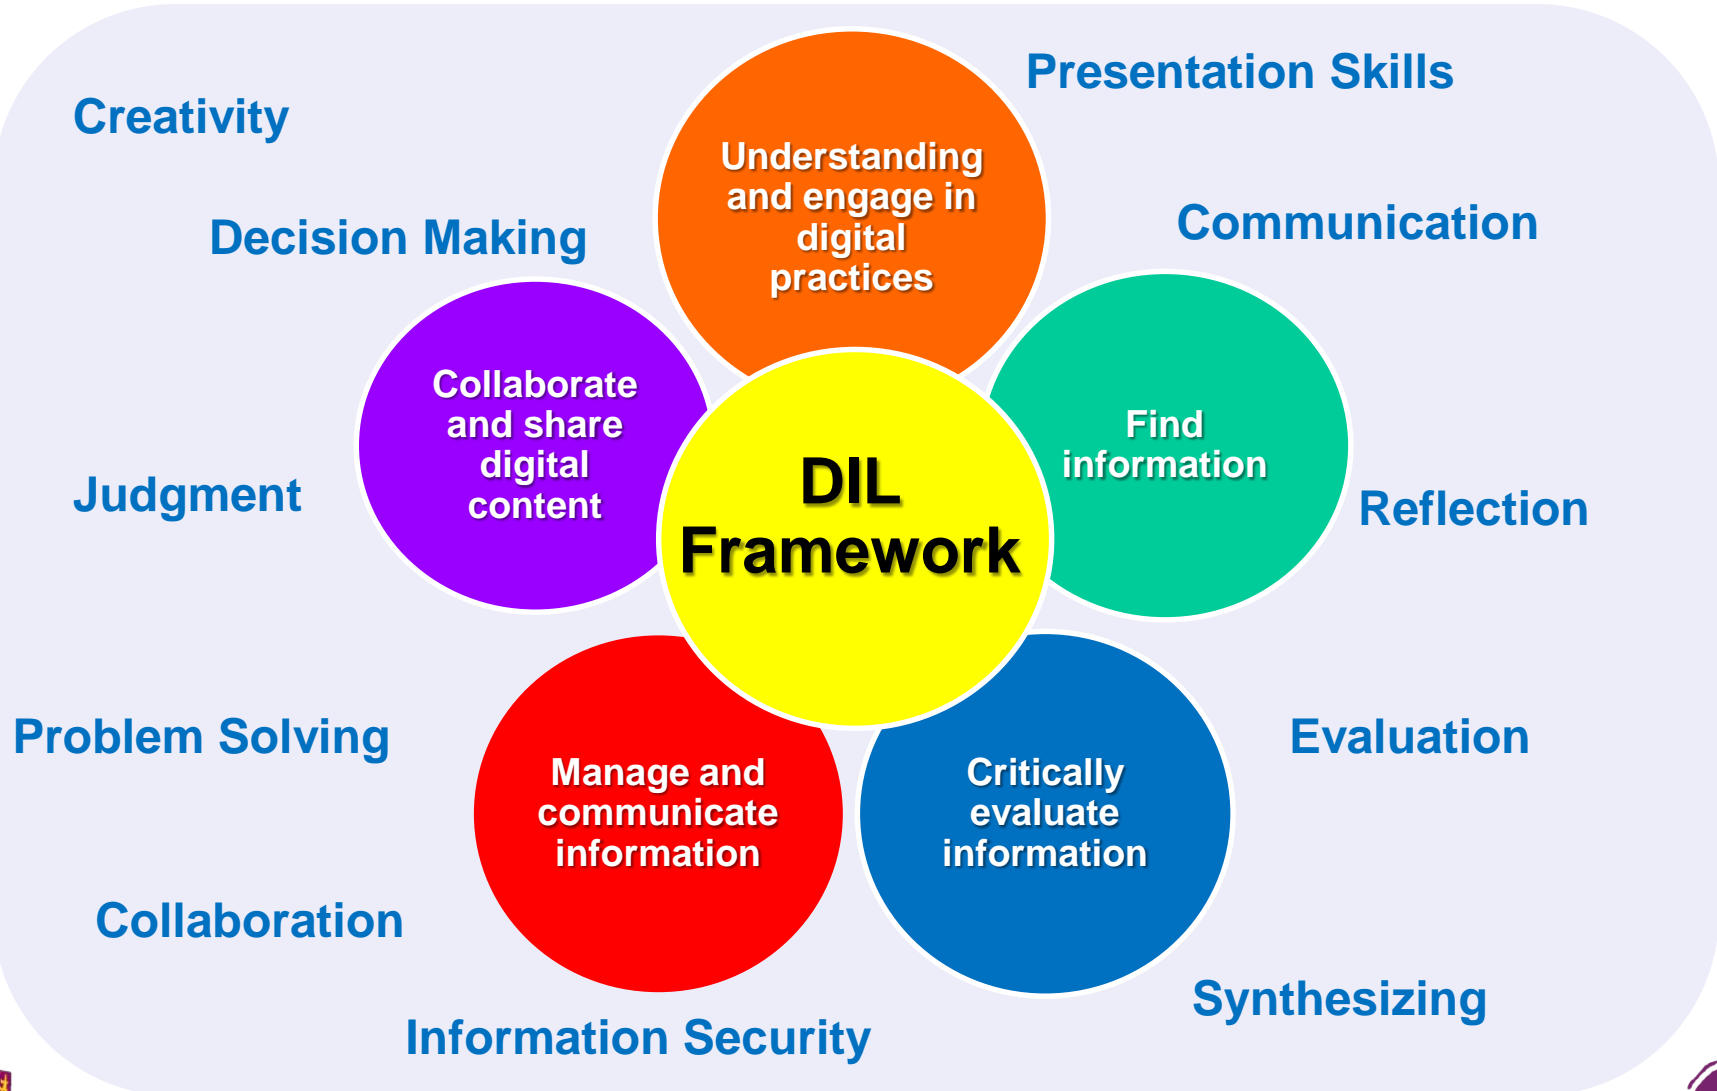 Presentation Skills
Creativity
Understanding
and engage in
digital
practices
Decision Making
Communication
Collaborate
and share
digital
content
Find
information
DIL
Framework
Judgment
Reflection
Problem Solving
Evaluation
Manage and
communicate
information
Critically
evaluate
information
Collaboration
Synthesizing
Information Security